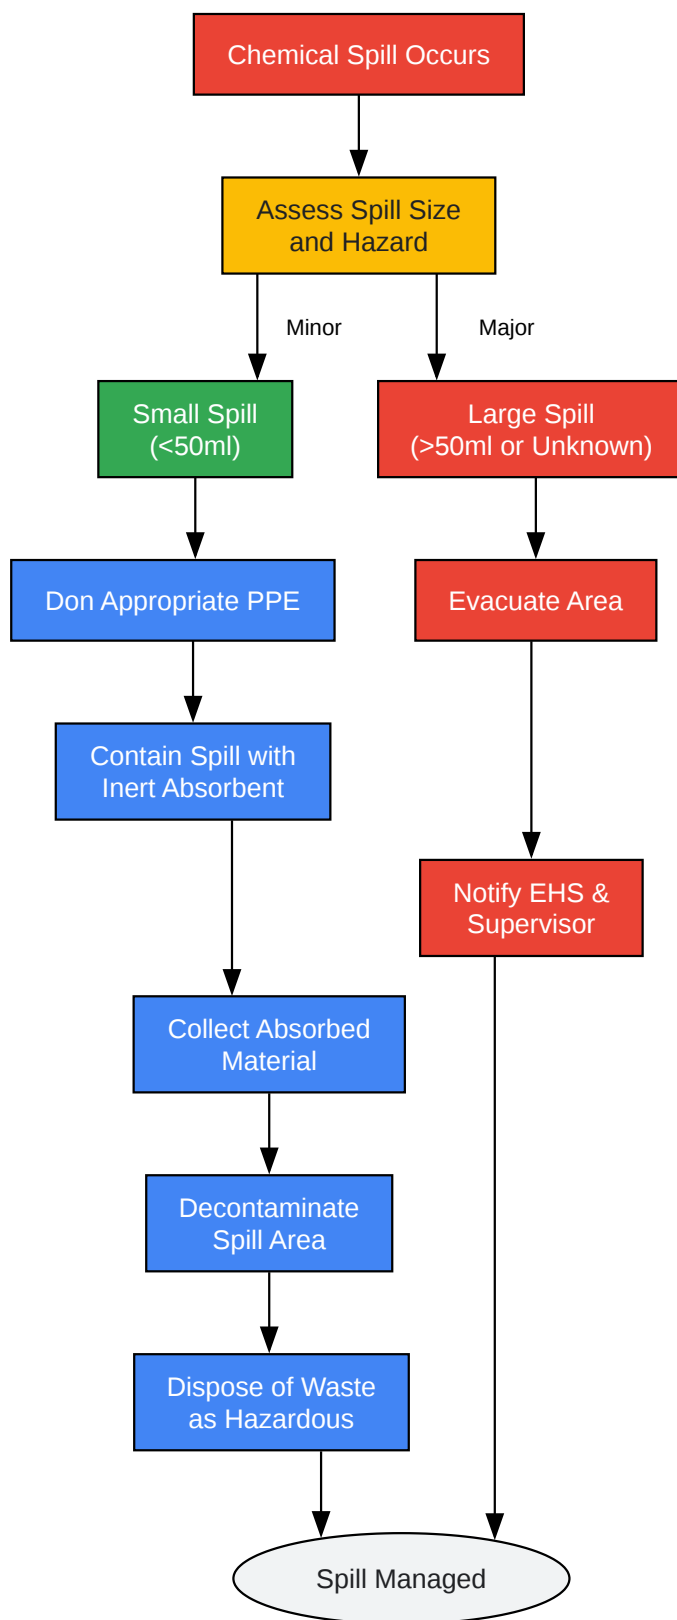 Chemical Spill Occurs
Assess Spill Size
and Hazard
Minor
Major
Small Spill
(<50ml)
Large Spill
(>50ml or Unknown)
Don Appropriate PPE
Evacuate Area
Contain Spill with
Inert Absorbent
Notify EHS &
Supervisor
Collect Absorbed
Material
Decontaminate
Spill Area
Dispose of Waste
as Hazardous
Spill Managed